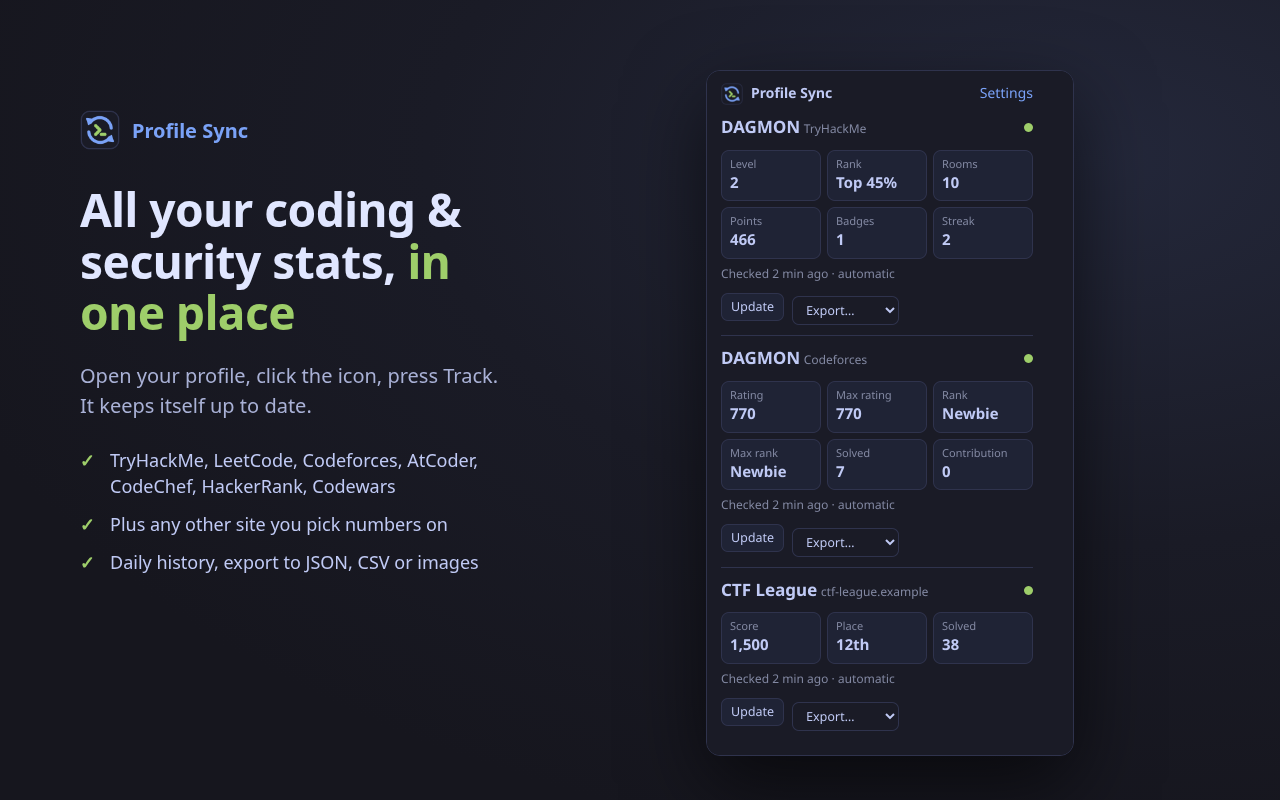 Profile Sync
All your coding &
security stats, in
one place
Open your profile, click the icon, press Track.
It keeps itself up to date.
✓ TryHackMe, LeetCode, Codeforces, AtCoder,
CodeChef, HackerRank, Codewars
✓ Plus any other site you pick numbers on
✓ Daily history, export to JSON, CSV or images
Profile Sync Settings
DAGMON TryHackMe
Level Rank Rooms
2 Top 45% 10
Points Badges Streak
466 1 2
Checked 2 min ago · automatic
Update Export...
DAGMON Codeforces
Rating Max rating Rank
770 770 Newbie
Max rank Solved Contribution
Newbie 7 0
Checked 2 min ago · automatic
Update Export...
CTF League ctf-league.example
Score Place Solved
1,500 12th 38
Checked 2 min ago · automatic
Update Export...